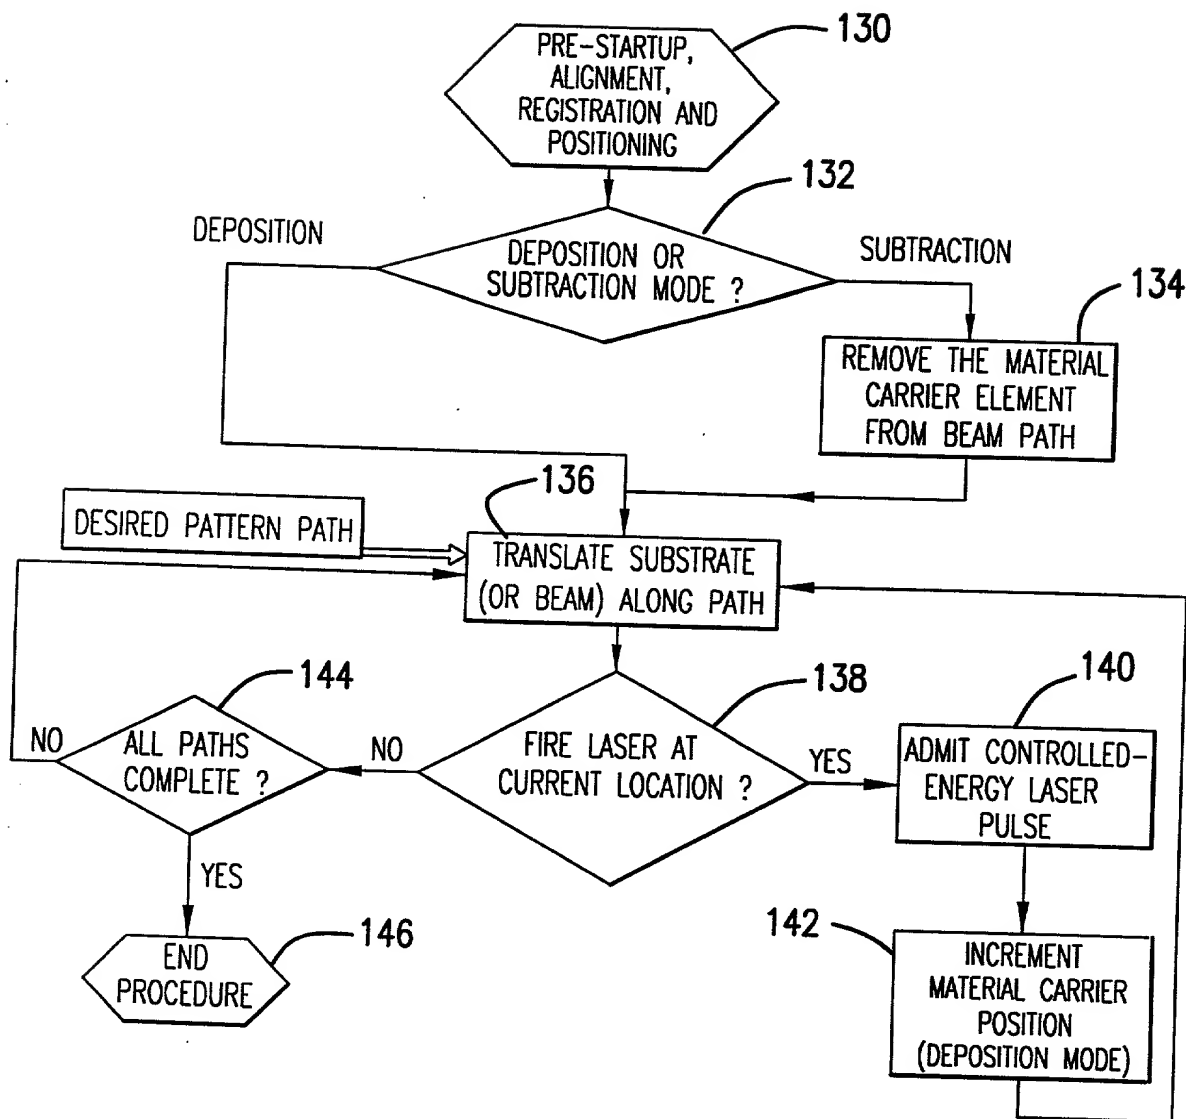 130
PRE-STARTUP,
ALIGNMENT,
REGISTRATION AND
POSITIONING
132
DEPOSITION
DEPOSITION OR
SUBTRACTION MODE ?
SUBTRACTION
134
REMOVE THE MATERIAL
CARRIER ELEMENT
FROM BEAM PATH
136
DESIRED PATTERN PATH
TRANSLATE SUBSTRATE
(OR BEAM) ALONG PATH
144
NO
ALL PATHS
COMPLETE ?
NO
138
FIRE LASER AT
CURRENT LOCATION ?
YES
140
ADMIT CONTROLLED-
ENERGY LASER
PULSE
YES
146
END
PROCEDURE
142
INCREMENT
MATERIAL CARRIER
POSITION
(DEPOSITION MODE)